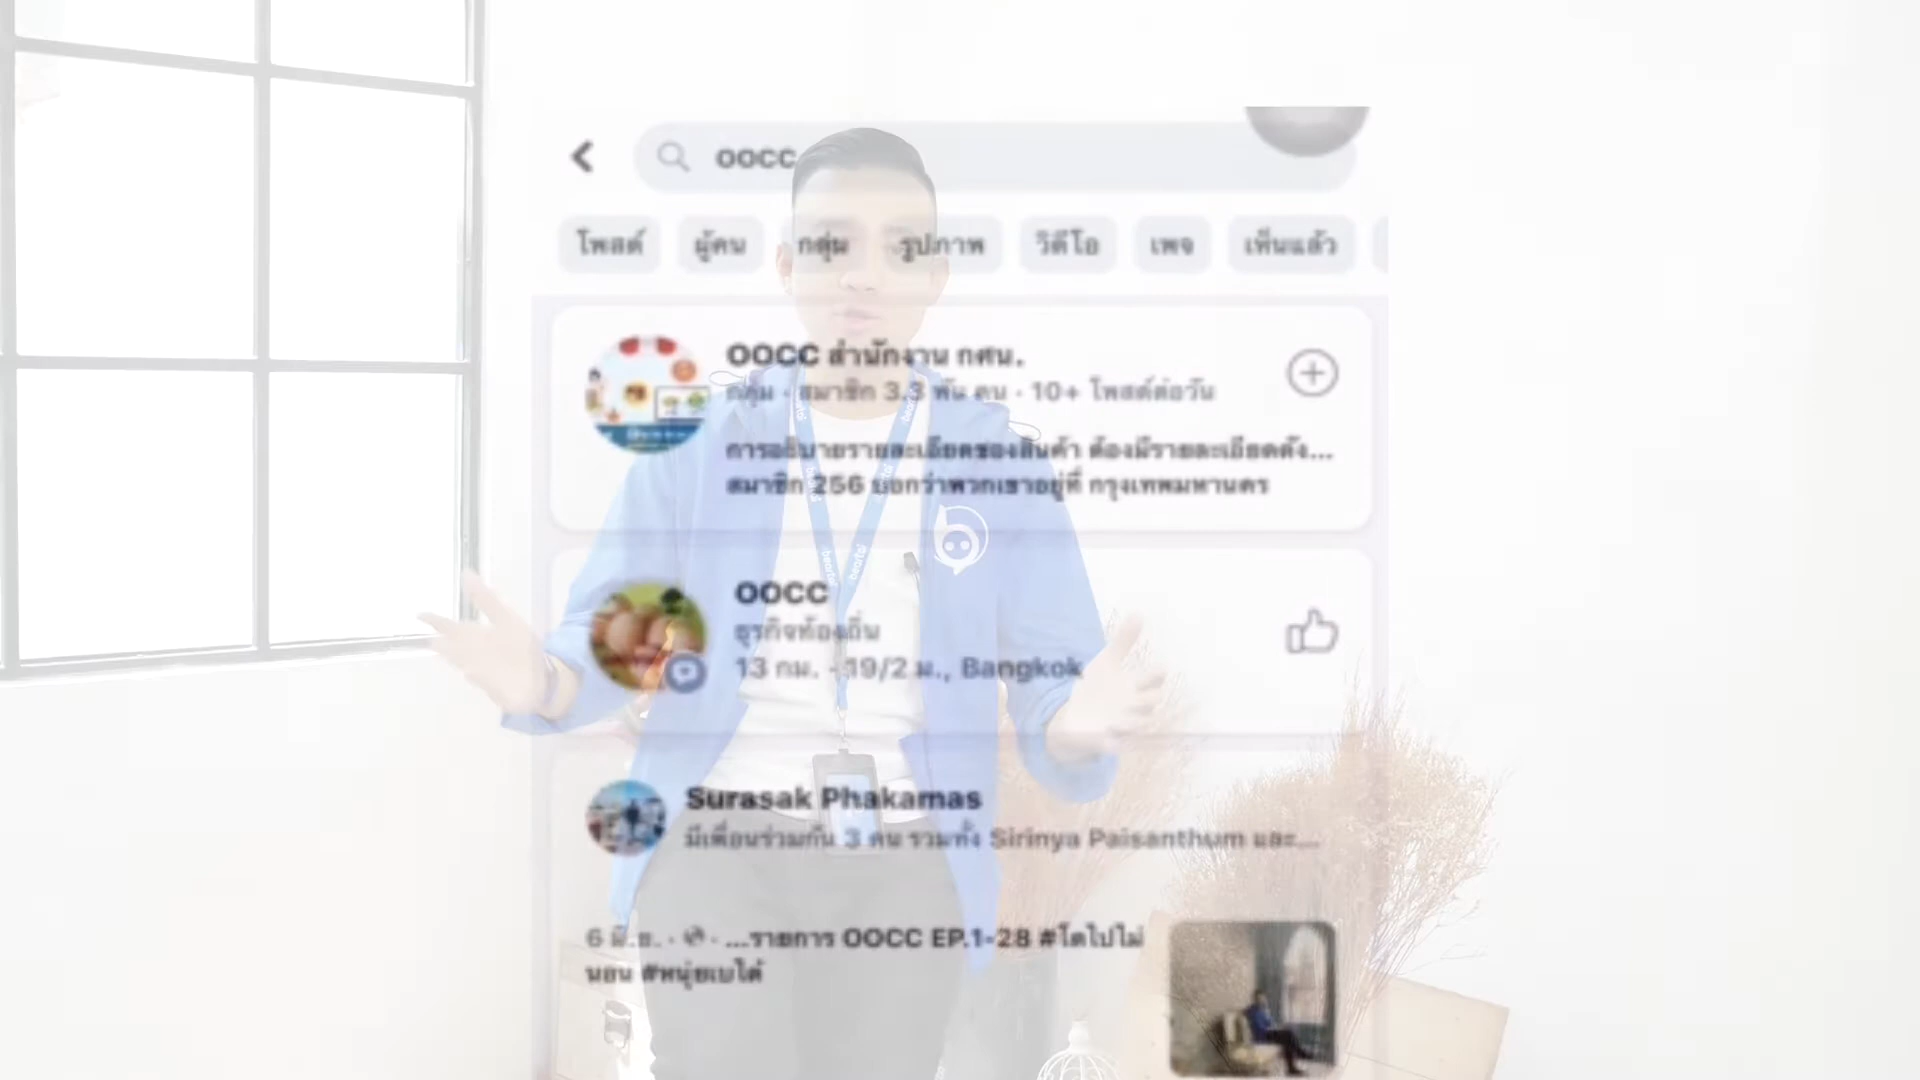 OOCC
โพสต์ ผู้คน กลุ่ม รูปภาพ วิดีโอ เพจ เห็นแล้ว
OOCC สำนักงาน กศน.
กลุ่ม · สมาชิก 3.3 พัน คน · 10+ โพสต์ต่อวัน
การอธิบายรายละเอียดของสินค้า ต้องมีรายละเอียดดัง...
สมาชิก 256 บอกว่าพวกเขาอยู่ที่ กรุงเทพมหานคร
OOCC
ธุรกิจท้องถิ่น
13 กม. · 19/2 ม., Bangkok
Surasak Phakamas
มีเพื่อนร่วมกัน 3 คน รวมทั้ง Sirinya Paisanthum และ...
6 มิ.ย. · ...รายการ OOCC EP.1-28 #โตไปไม่
นอน #หนุ่ยเบได๋
beartai
beartai
beartai
beartai